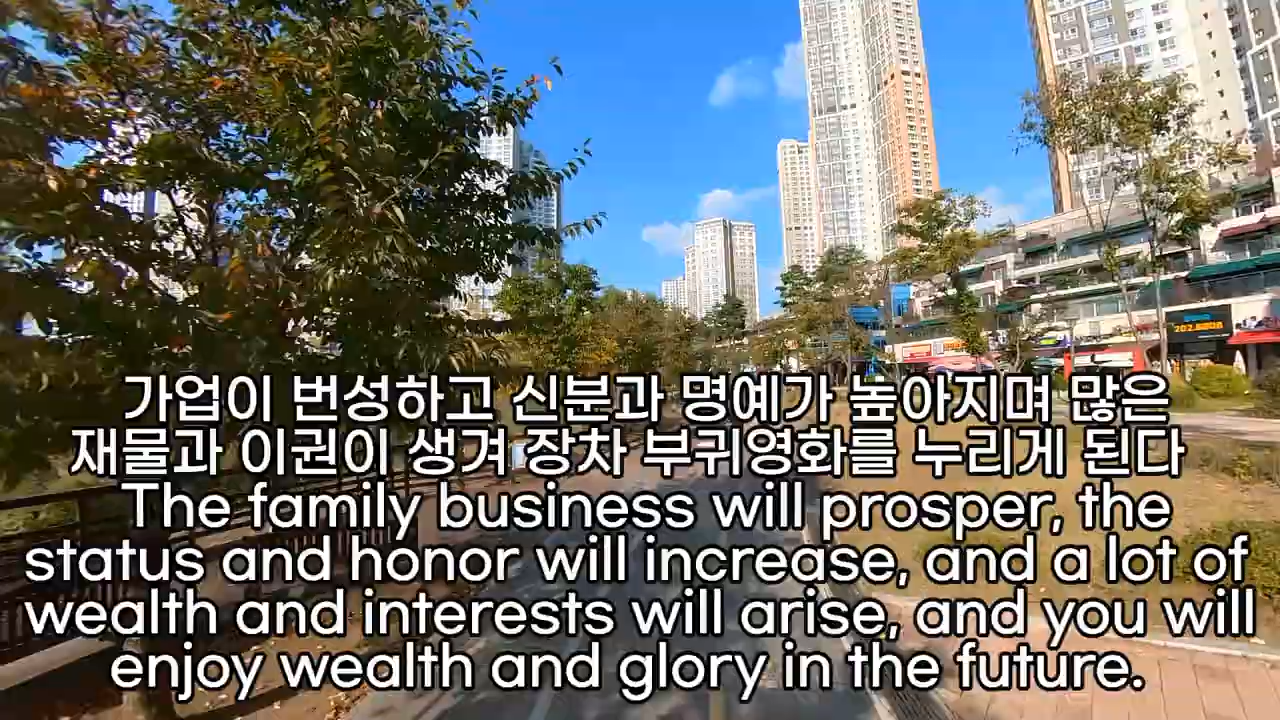 가업이 번성하고 신분과 명예가 높아지며 많은
재물과 이권이 생겨 장차 부귀영화를 누리게 된다
The family business will prosper, the
status and honor will increase, and a lot of
wealth and interests will arise, and you will
enjoy wealth and glory in the future.